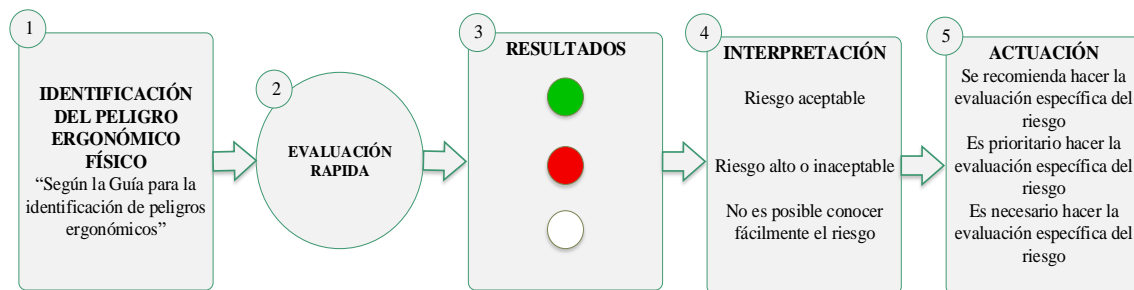 1
IDENTIFICACIÓN
DEL PELIGRO
ERGONÓMICO
FÍSICO
“Según la Guía para la
identificación de peligros
ergonómicos”
2
EVALUACIÓN
RAPIDA
3
RESULTADOS
4
INTERPRETACIÓN
Riesgo aceptable
Riesgo alto o inaceptable
No es posible conocer
fácilmente el riesgo
5
ACTUACIÓN
Se recomienda hacer la
evaluación específica del
riesgo
Es prioritario hacer la
evaluación específica del
riesgo
Es necesario hacer la
evaluación específica del
riesgo